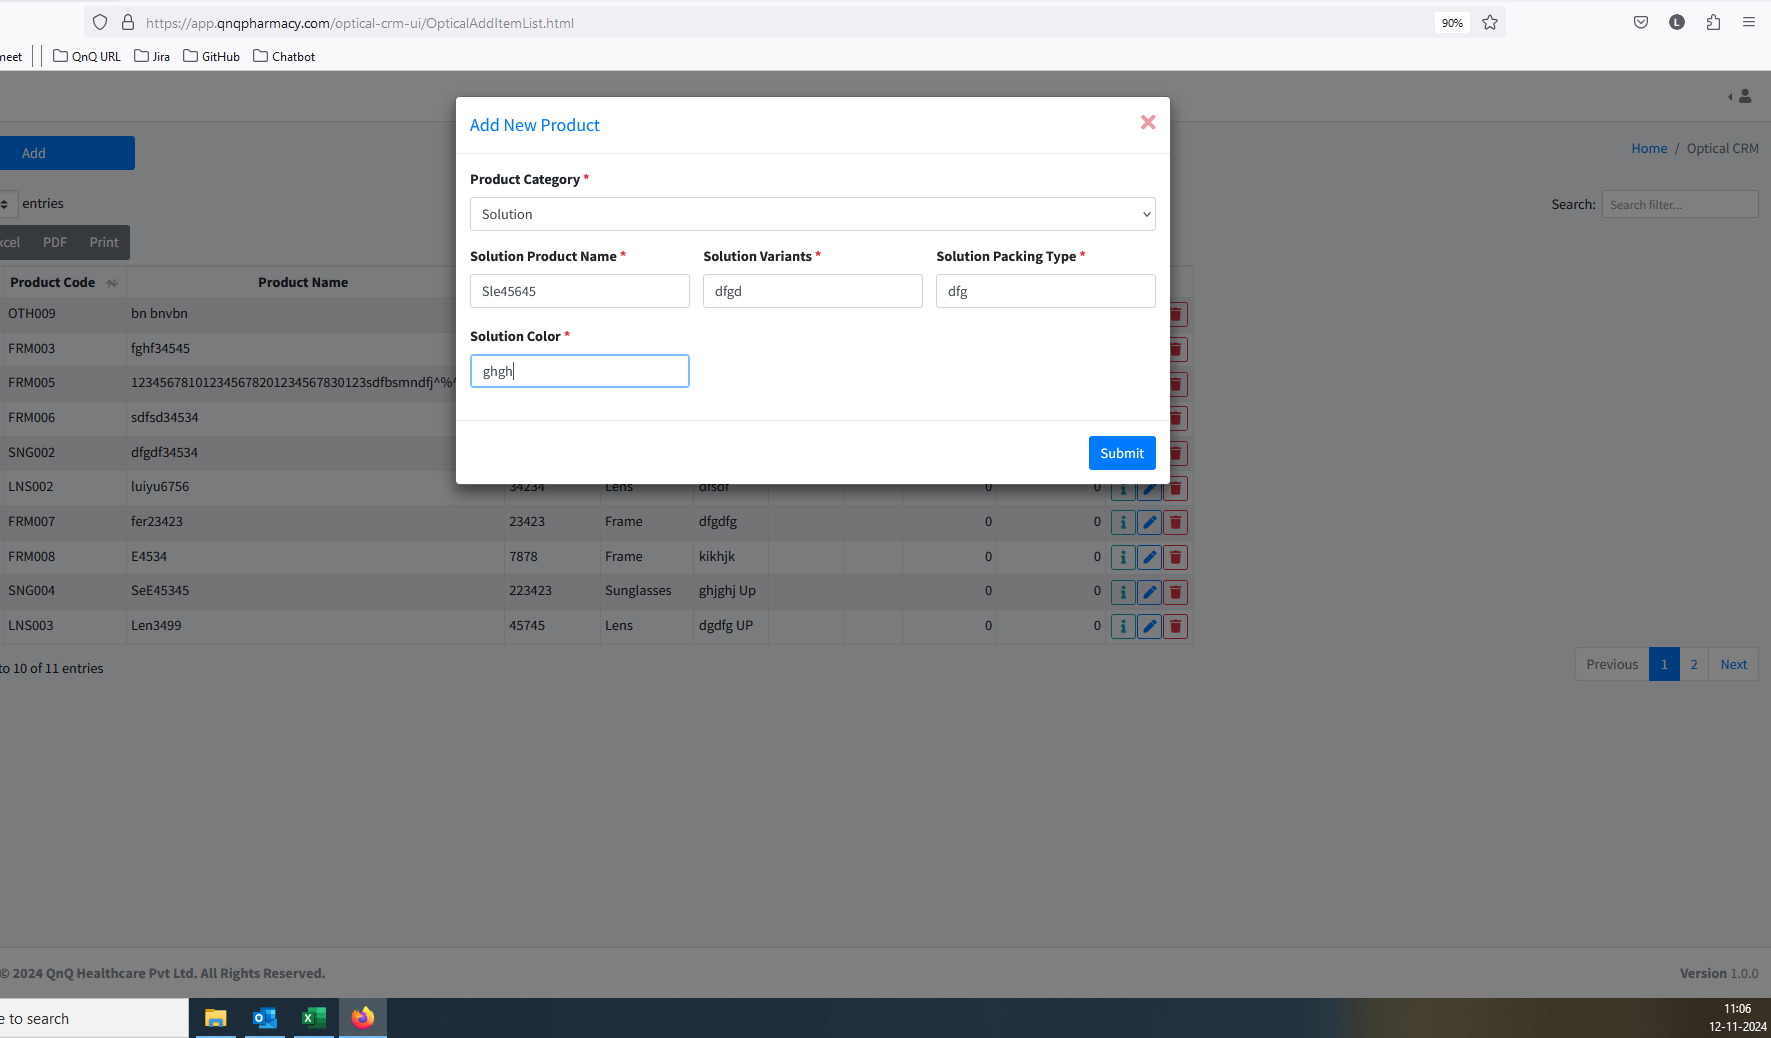 https://app.qnqpharmacy.com/optical-crm-ui/OpticalAddItemList.html 90% L
meet QnQ URL Jira GitHub Chatbot
Add New Product
Add
Home / Optical CRM
Product Category *
entries
Search: Search filter...
Solution
xcel PDF Print
Solution Product Name * Solution Variants * Solution Packing Type *
Product Code Product Name
Sle45645 dfgd dfg
OTH009 bn bnvbn
Solution Color *
FRM003 fghf34545
ghgh
FRM005 123456781012345678201234567830123sdfbsmndfj^%^
FRM006 sdfsd34534
SNG002 dfgdf34534
Submit
LNS002 luiyu6756 34234 Lens dfsdf 0 0
FRM007 fer23423 23423 Frame dfgdfg 0 0
FRM008 E4534 7878 Frame kikhjk 0 0
SNG004 SeE45345 223423 Sunglasses ghjghj Up 0 0
LNS003 Len3499 45745 Lens dgdfg UP 0 0
to 10 of 11 entries
Previous 1 2 Next
© 2024 QnQ Healthcare Pvt Ltd. All Rights Reserved.
Version 1.0.0
e to search
11:06
12-11-2024